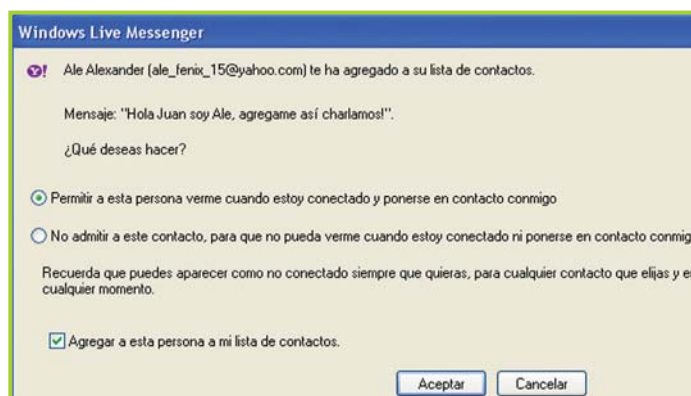 Windows Live Messenger
Y! Ale Alexander (ale_fenix_15@yahoo.com) te ha agregado a su lista de contactos.
Mensaje: "Hola Juan soy Ale, agregame así charlamos!".
¿Qué deseas hacer?
Permitir a esta persona verme cuando estoy conectado y ponerse en contacto conmigo
No admitir a este contacto, para que no pueda verme cuando estoy conectado ni ponerse en contacto conmig
Recuerda que puedes aparecer como no conectado siempre que quieras, para cualquier contacto que elijas y e
cualquier momento.
Agregar a esta persona a mi lista de contactos.
Aceptar Cancelar